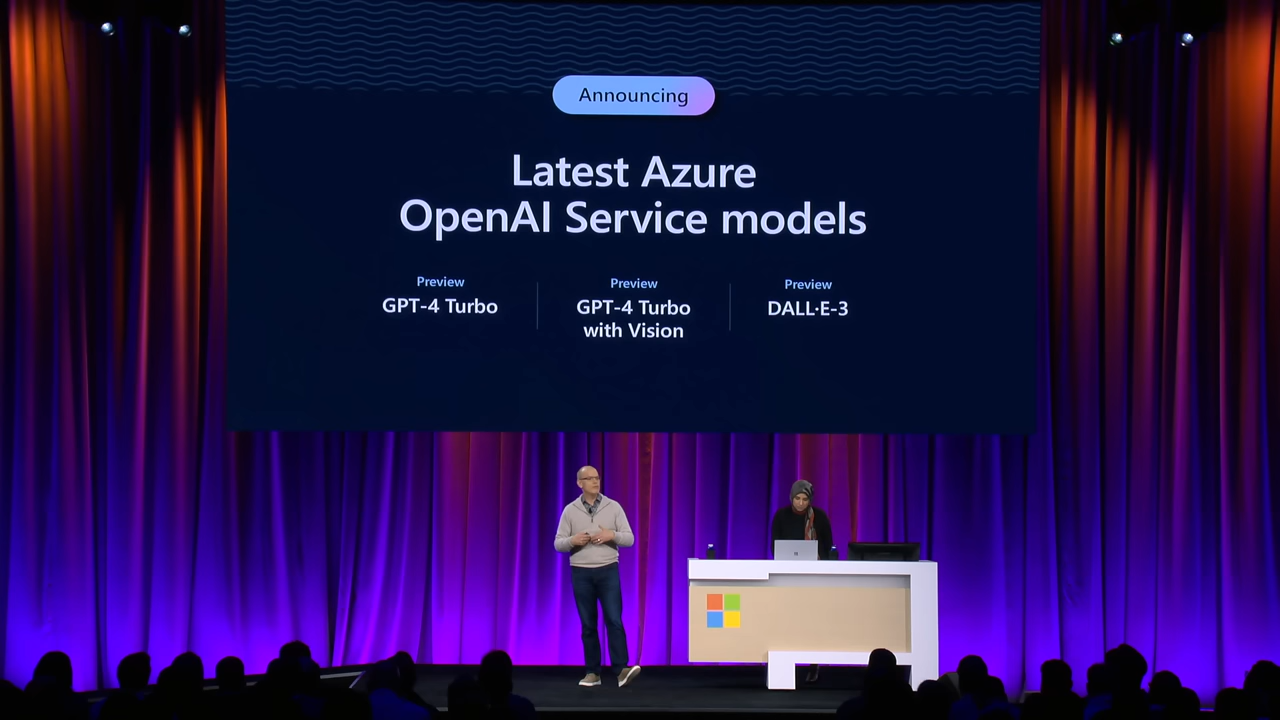 Announcing
Latest Azure
OpenAI Service models
Preview
GPT-4 Turbo
Preview
GPT-4 Turbo
with Vision
Preview
DALL·E-3